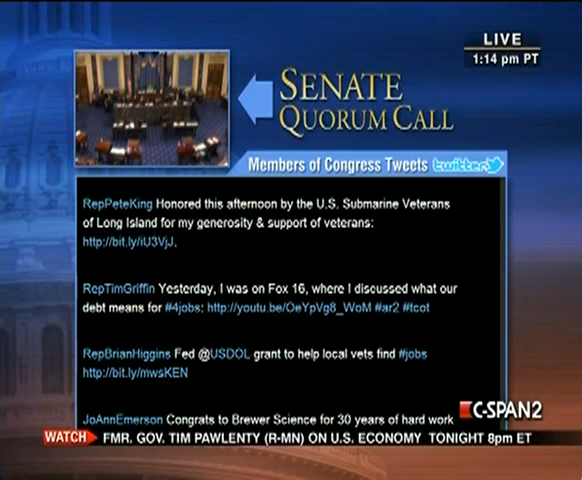 LIVE
1:14 pm PT
SENATE
QUORUM CALL
Members of Congress Tweets twitter
RepPeteKing Honored this afternoon by the U.S. Submarine Veterans
of Long Island for my generosity & support of veterans:
http://bit.ly/iU3VjJ.
RepTimGriffin Yesterday, I was on Fox 16, where I discussed what our
debt means for #4jobs: http://youtu.be/OeYpVg8_WoM #ar2 #tcot
RepBrianHiggins Fed @USDOL grant to help local vets find #jobs
http://bit.ly/mwsKEN
JoAnnEmerson Congrats to Brewer Science for 30 years of hard work
C-SPAN2
WATCH FMR. GOV. TIM PAWLENTY (R-MN) ON U.S. ECONOMY TONIGHT 8pm ET